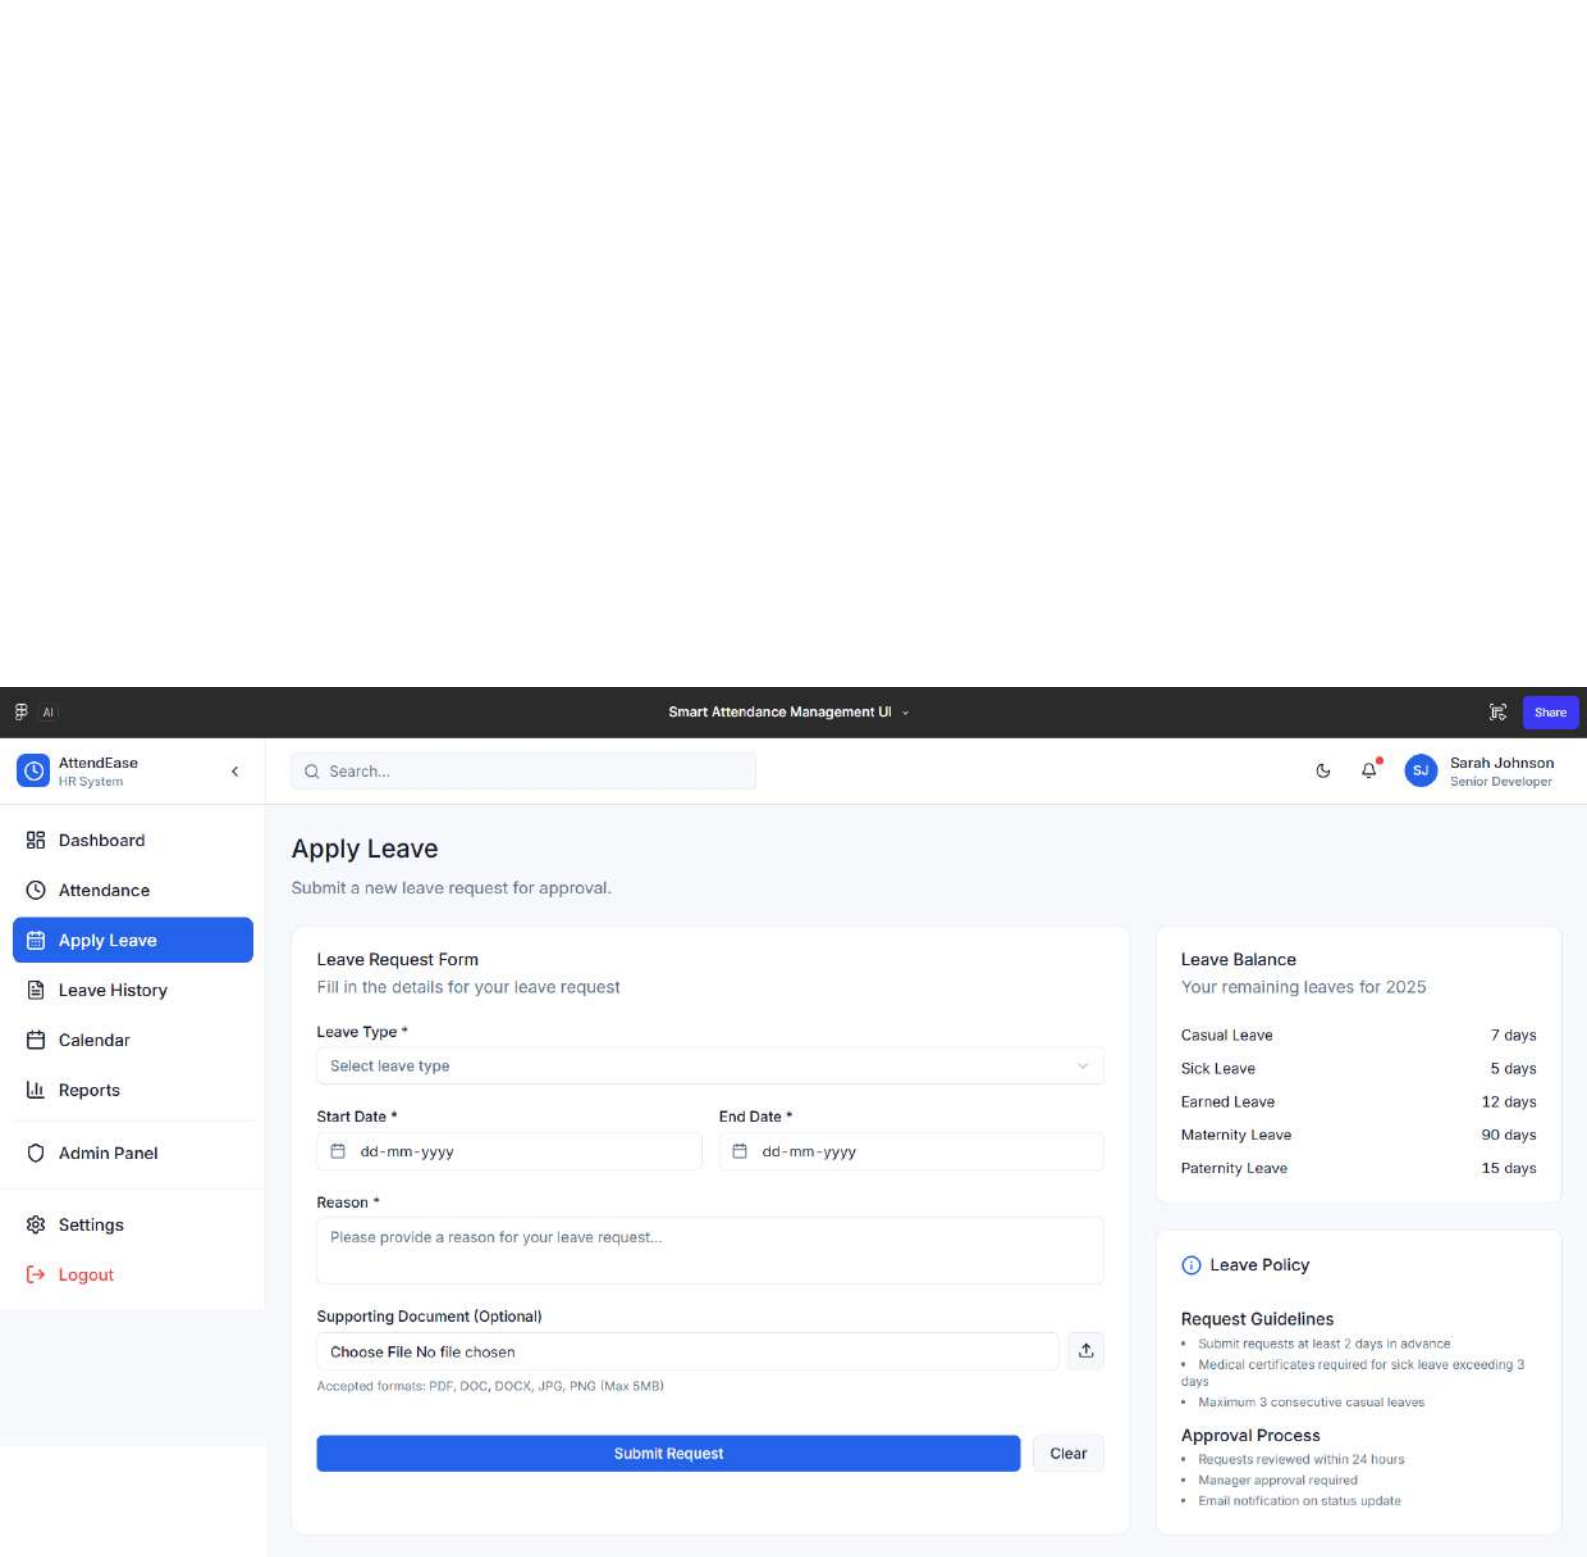 AI
Smart Attendance Management UI
Share
AttendEase
HR System
Search...
SJ
Sarah Johnson
Senior Developer
Dashboard
Attendance
Apply Leave
Leave History
Calendar
Reports
Admin Panel
Settings
Logout
Apply Leave
Submit a new leave request for approval.
Leave Request Form
Fill in the details for your leave request
Leave Type *
Select leave type
Start Date *
dd-mm-yyyy
End Date *
dd-mm-yyyy
Reason *
Please provide a reason for your leave request...
Supporting Document (Optional)
Choose File No file chosen
Accepted formats: PDF, DOC, DOCX, JPG, PNG (Max 5MB)
Submit Request
Clear
Leave Balance
Your remaining leaves for 2025
Casual Leave 7 days
Sick Leave 5 days
Earned Leave 12 days
Maternity Leave 90 days
Paternity Leave 15 days
Leave Policy
Request Guidelines
• Submit requests at least 2 days in advance
• Medical certificates required for sick leave exceeding 3
days
• Maximum 3 consecutive casual leaves
Approval Process
• Requests reviewed within 24 hours
• Manager approval required
• Email notification on status update